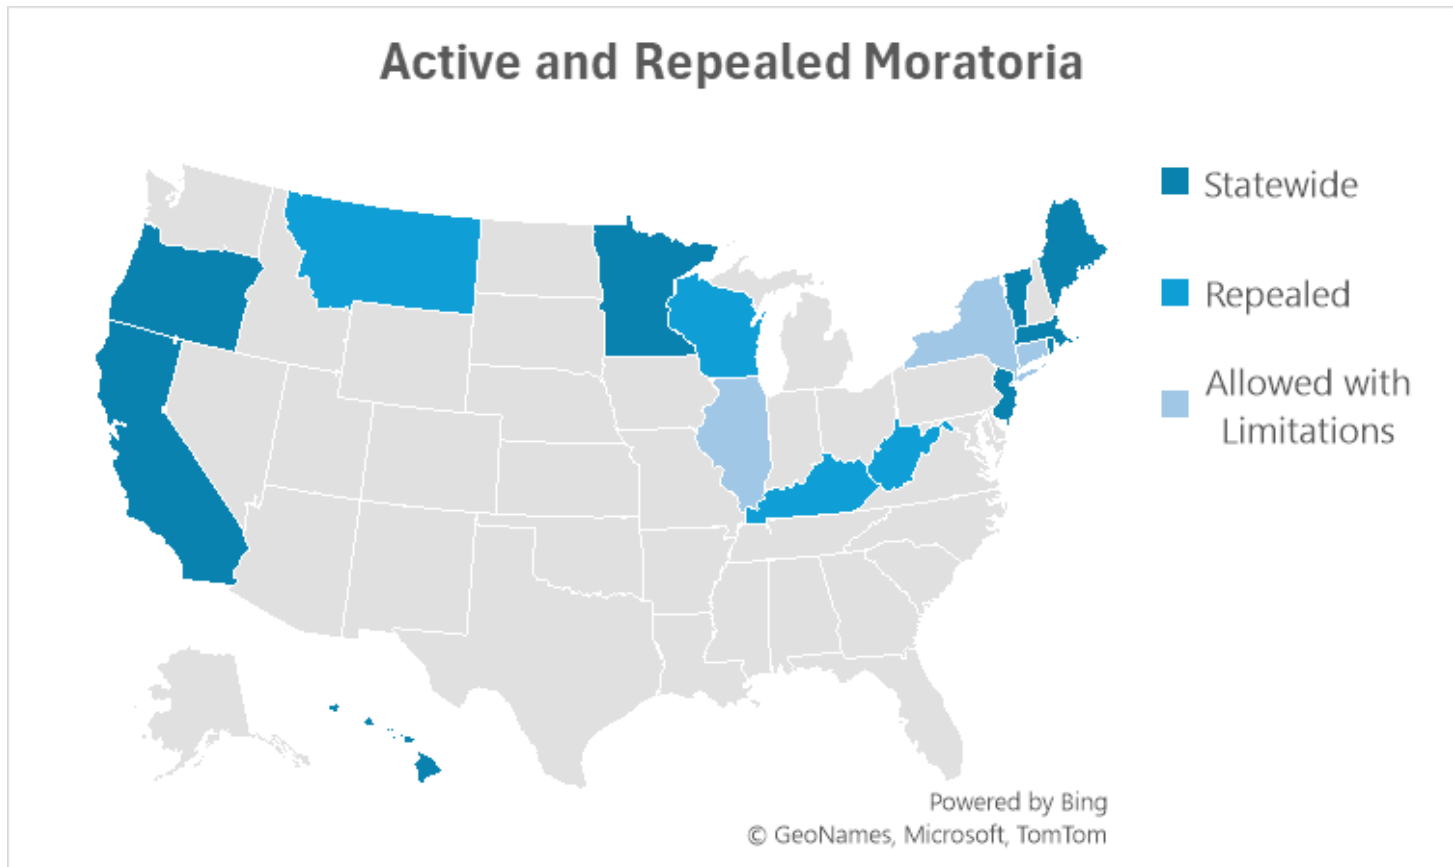 Active and Repealed Moratoria
Statewide
Repealed
Allowed with
Limitations
Powered by Bing
© GeoNames, Microsoft, TomTom